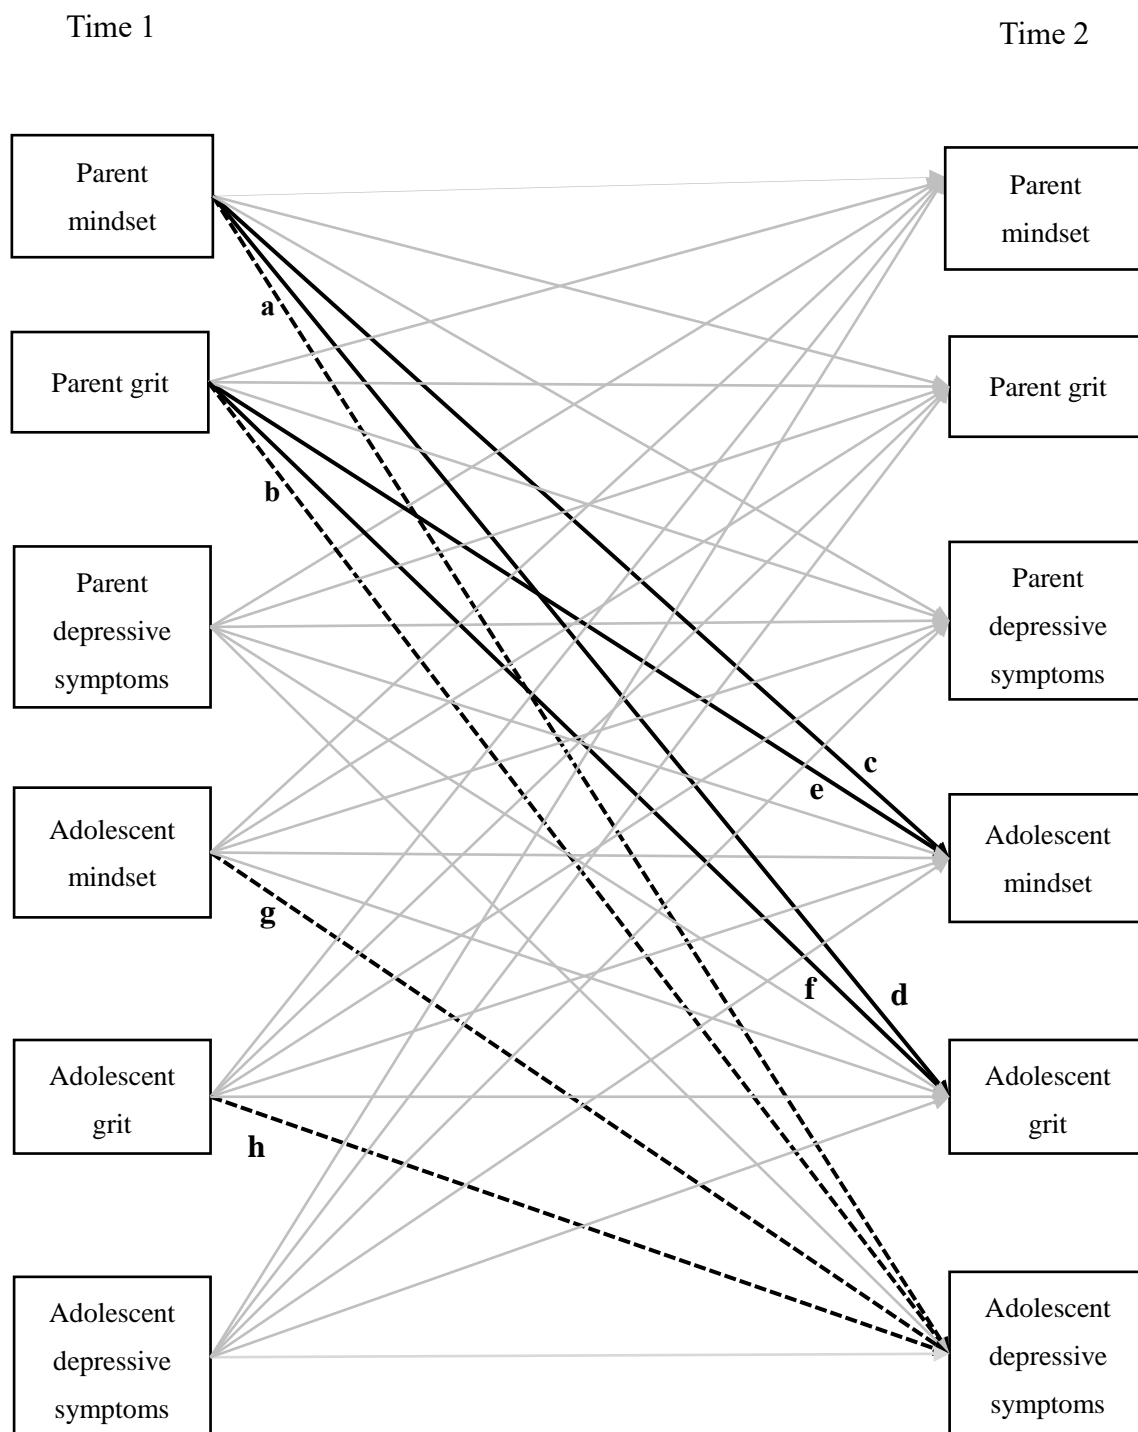 Time 1
Time 2
Parent
mindset
Parent
mindset
a
Parent grit
Parent grit
b
Parent
depressive
symptoms
Parent
depressive
symptoms
c
e
Adolescent
mindset
Adolescent
mindset
g
f
d
Adolescent
grit
Adolescent
grit
h
Adolescent
depressive
symptoms
Adolescent
depressive
symptoms